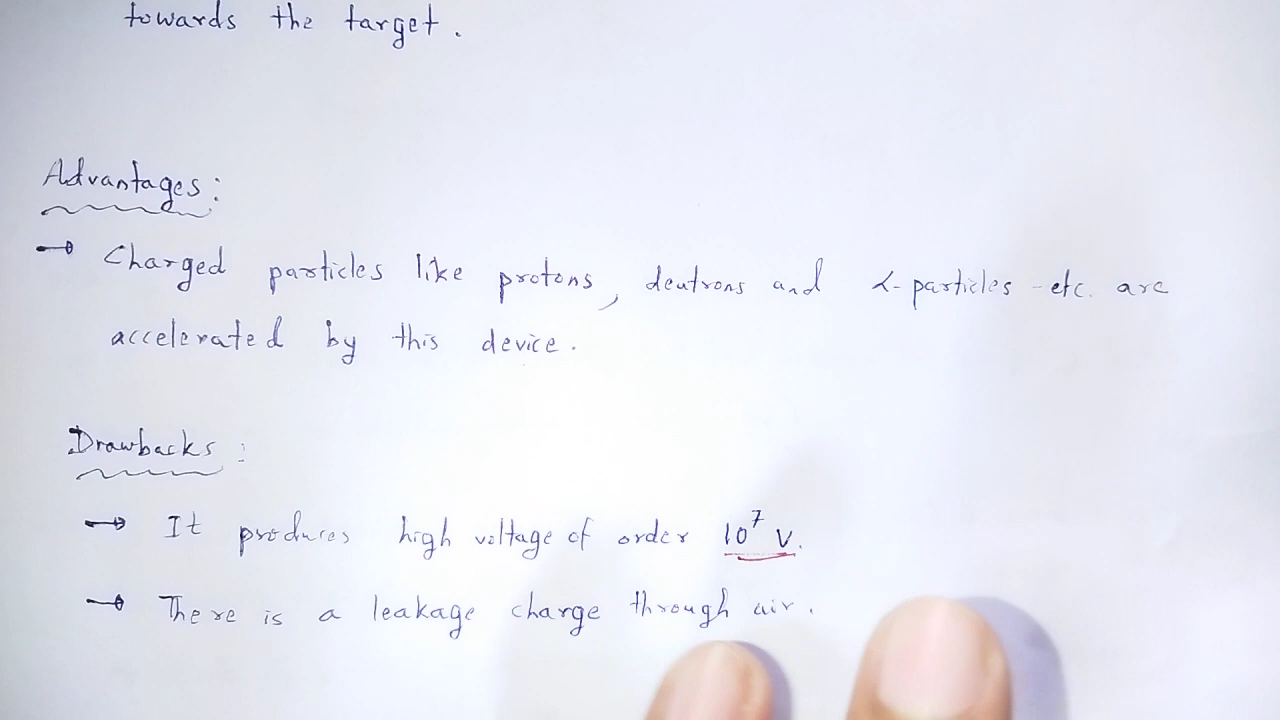 towards the target.
Advantages:
→ Charged particles like protons, deutrons and α-particles etc. are
accelerated by this device.
Drawbacks:
→ It produces high voltage of order 10⁷ V.
→ There is a leakage charge through air.